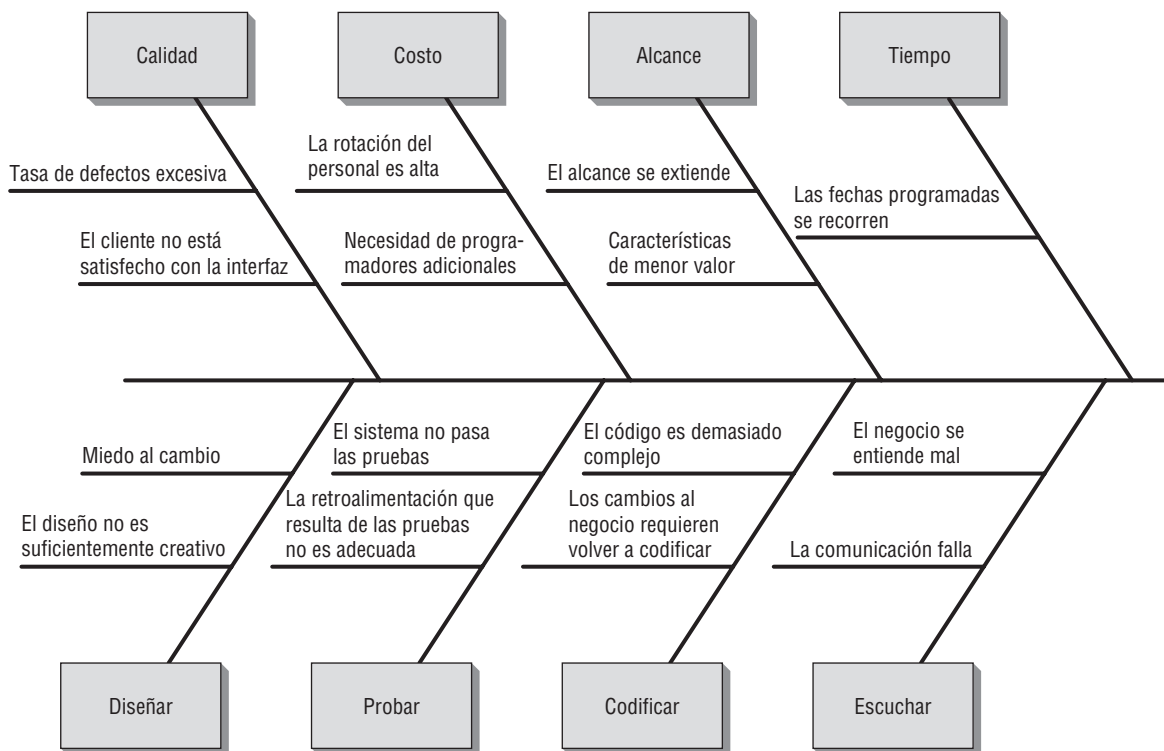 Calidad
Costo
Alcance
Tiempo
Tasa de defectos excesiva
El cliente no está
satisfecho con la interfaz
La rotación del
personal es alta
Necesidad de progra-
madores adicionales
El alcance se extiende
Características
de menor valor
Las fechas programadas
se recorren
Miedo al cambio
El diseño no es
suficientemente creativo
El sistema no pasa
las pruebas
La retroalimentación que
resulta de las pruebas
no es adecuada
El código es demasiado
complejo
Los cambios al
negocio requieren
volver a codificar
El negocio se
entiende mal
La comunicación falla
Diseñar
Probar
Codificar
Escuchar